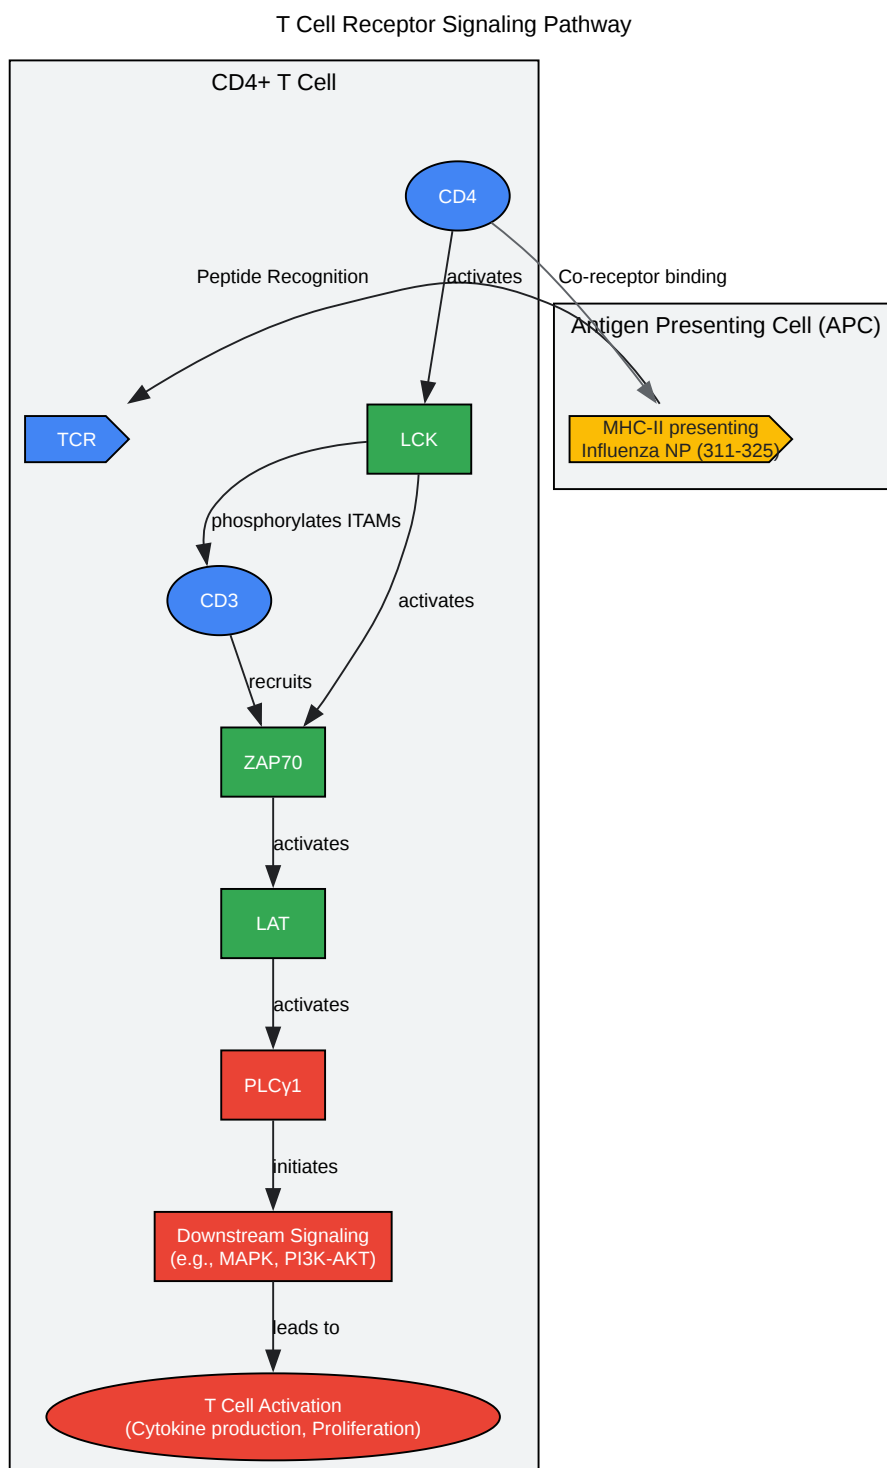 T Cell Receptor Signaling Pathway
CD4+ T Cell
CD4
Peptide Recognition
activates
Co-receptor binding
Antigen Presenting Cell (APC)
TCR
LCK
MHC-II presenting
Influenza NP (311-325)
phosphorylates ITAMs
CD3
activates
recruits
ZAP70
activates
LAT
activates
PLCγ1
initiates
Downstream Signaling
(e.g., MAPK, PI3K-AKT)
leads to
T Cell Activation
(Cytokine production, Proliferation)